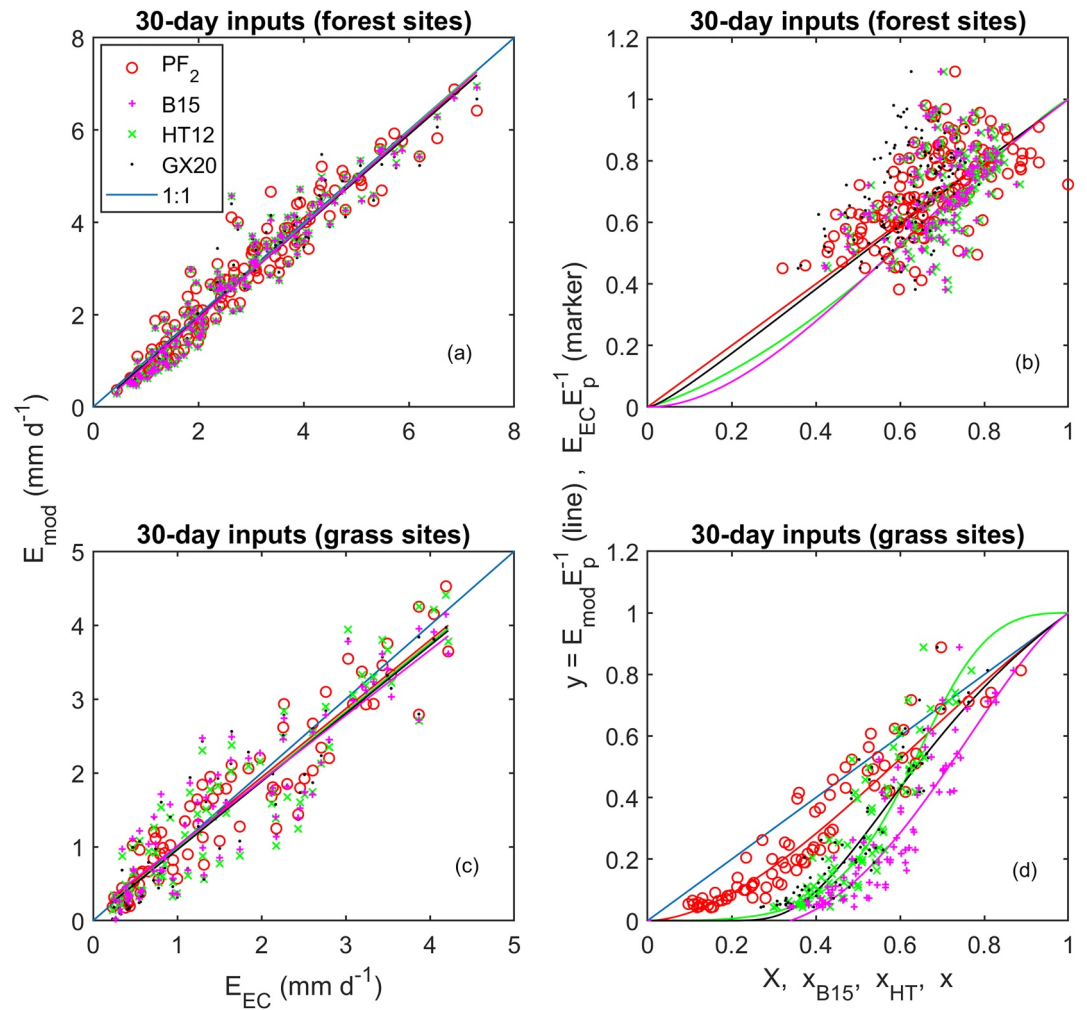 30-day inputs (forest sites)
8
6
4
2
0
0 2 4 6 8
PF2
B15
HT12
GX20
1:1
(a)
30-day inputs (forest sites)
1.2
1
0.8
0.6
0.4
0.2
0
0 0.2 0.4 0.6 0.8 1
(b)
Emod (mm d-1)
y = EmodEp-1 (line) , EECEp-1 (marker)
30-day inputs (grass sites)
5
4
3
2
1
0
0 1 2 3 4 5
(c)
EEC (mm d-1)
30-day inputs (grass sites)
1.2
1
0.8
0.6
0.4
0.2
0
0 0.2 0.4 0.6 0.8 1
(d)
X, xB15, xHT, x